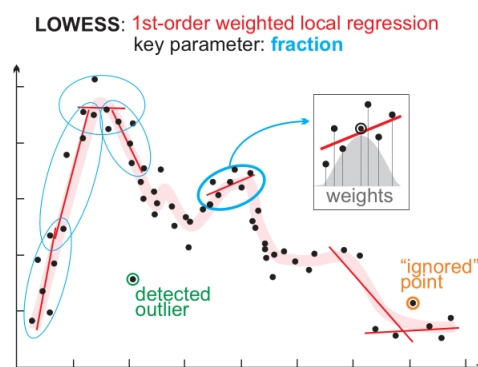 LOWESS: 1st-order weighted local regression
key parameter: fraction
weights
"ignored"
point
detected
outlier